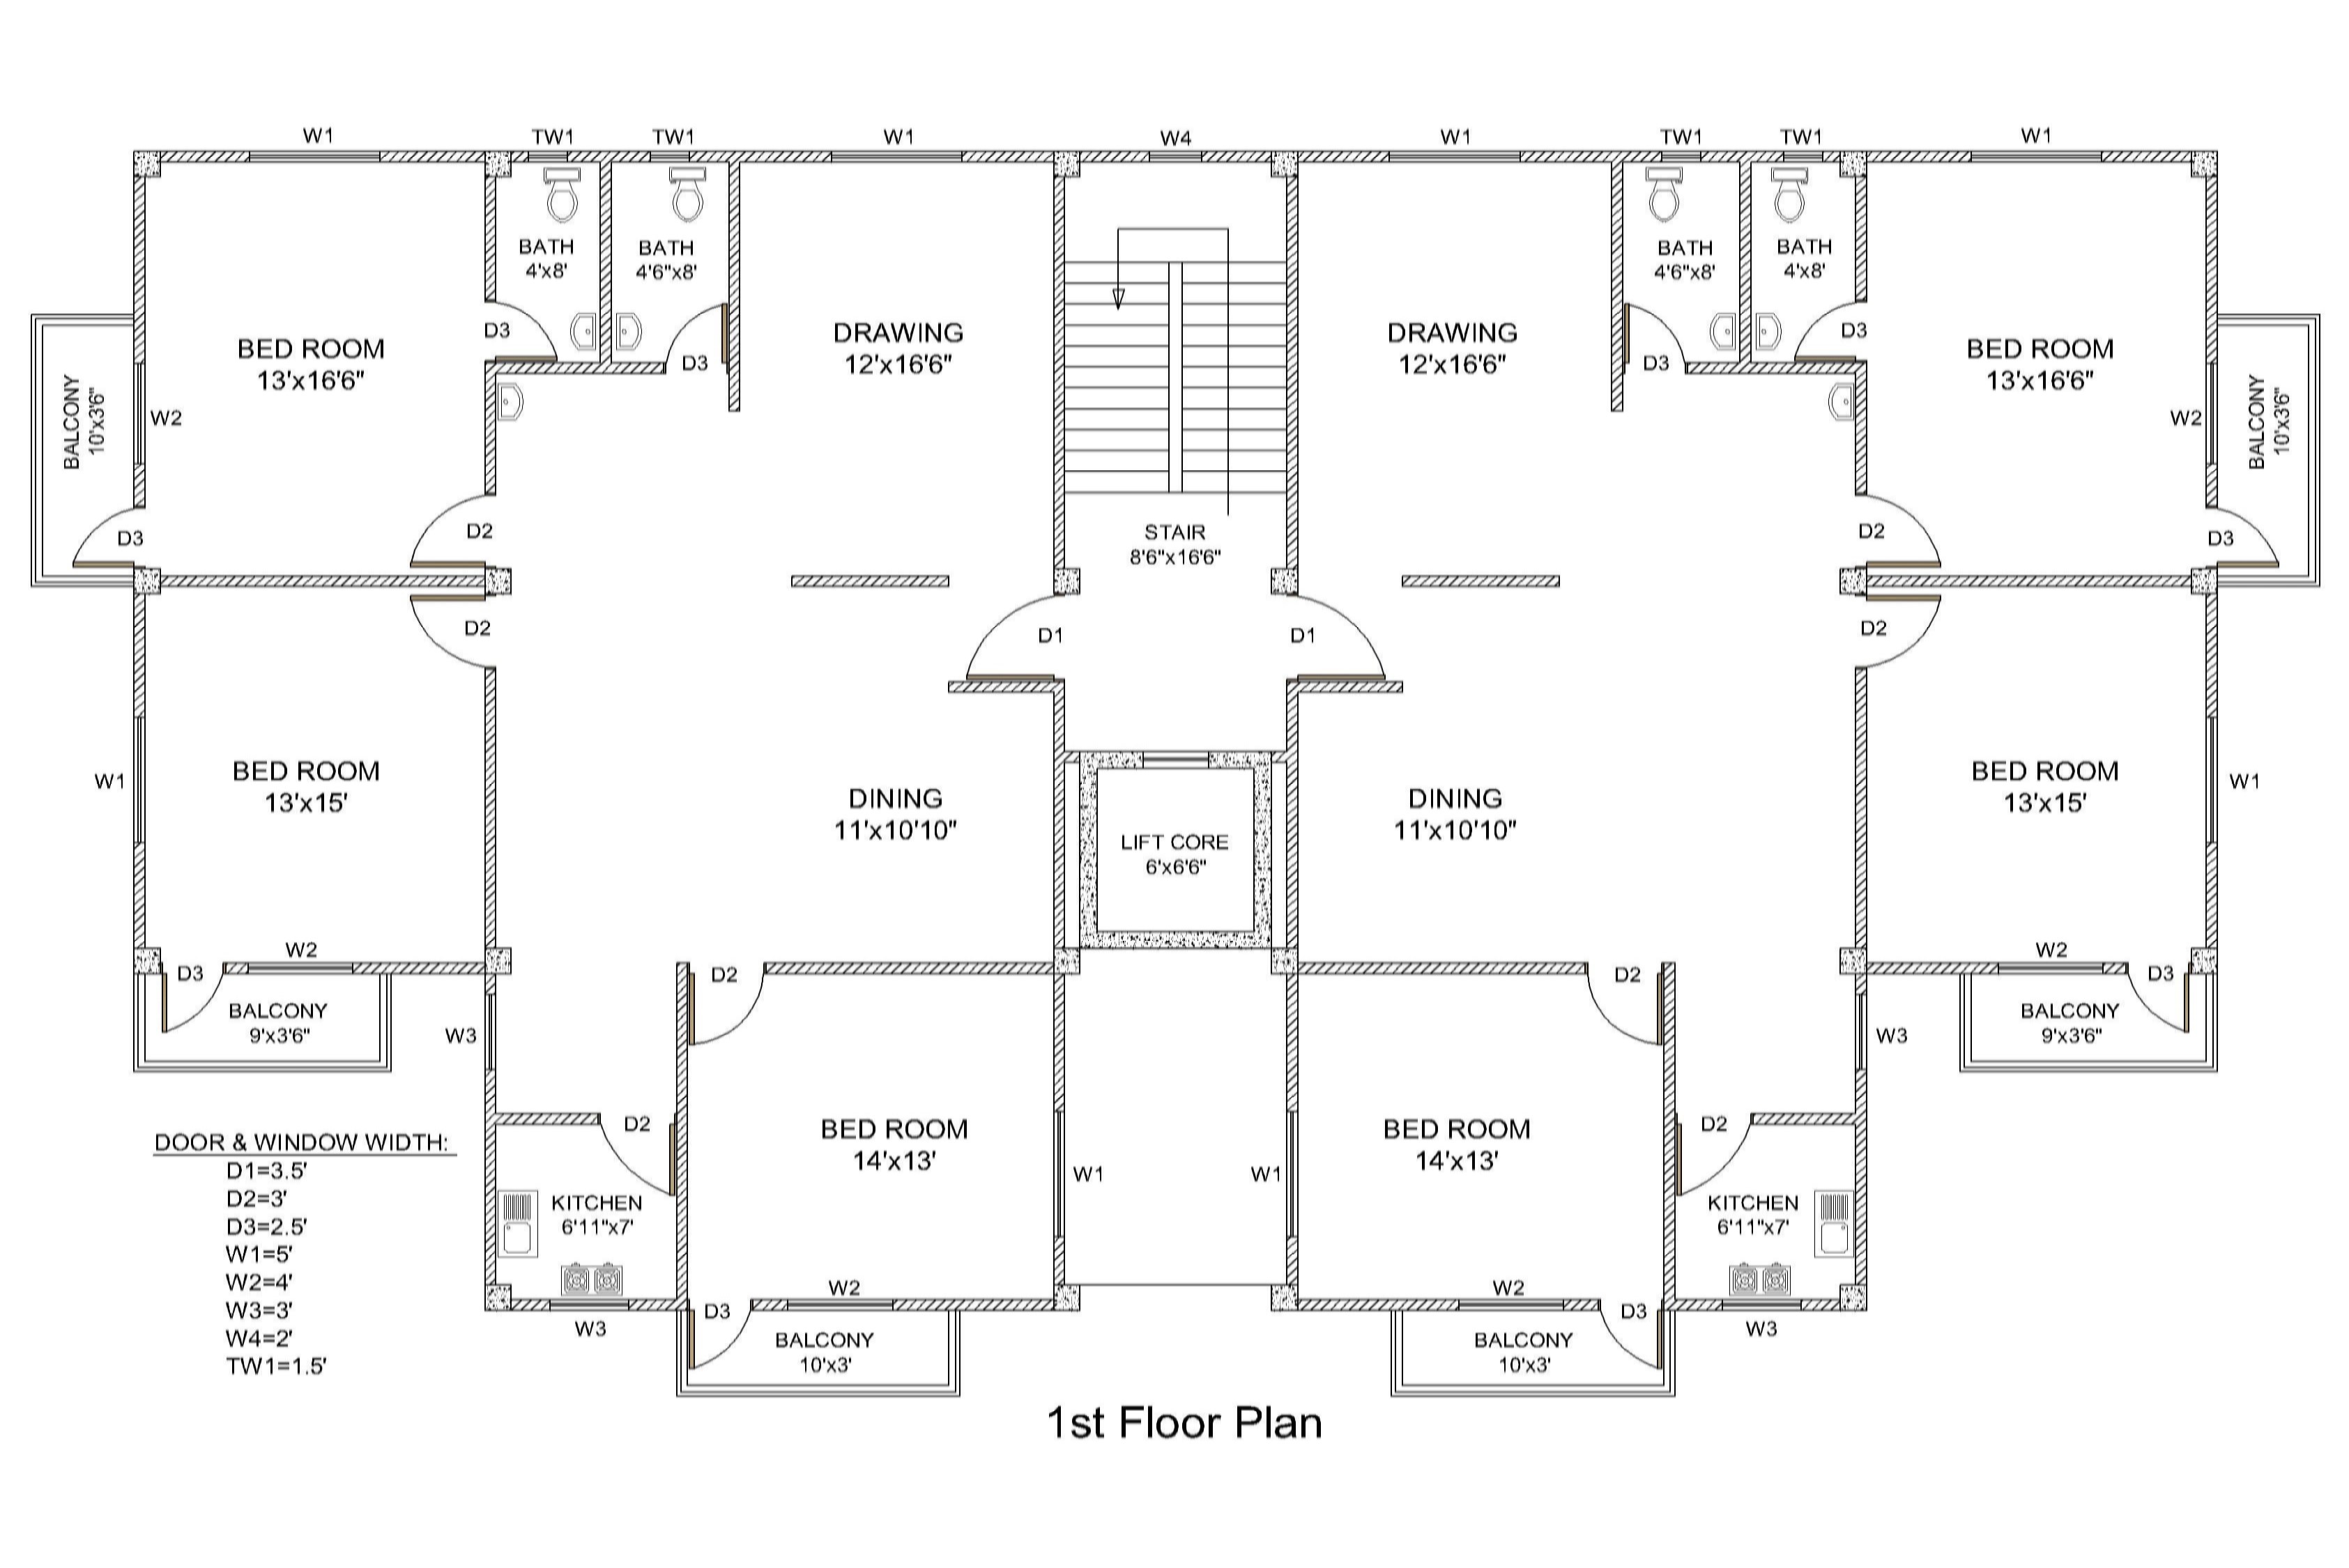 W1
TW1
TW1
W1
W4
W1
TW1
TW1
W1
BATH
4'x8'
BATH
4'6"x8'
BATH
4'6"x8'
BATH
4'x8'
D3
D3
D3
D3
DRAWING
12'x16'6"
DRAWING
12'x16'6"
BED ROOM
13'x16'6"
BED ROOM
13'x16'6"
BALCONY
10'x3'6"
W2
W2
BALCONY
10'x3'6"
D3
D2
STAIR
8'6"x16'6"
D2
D3
D2
D1
D1
D2
W1
BED ROOM
13'x15'
DINING
11'x10'10"
LIFT CORE
6'x6'6"
DINING
11'x10'10"
BED ROOM
13'x15'
W1
D3
W2
D2
D2
W2
D3
BALCONY
9'x3'6"
W3
W3
BALCONY
9'x3'6"
D2
BED ROOM
14'x13'
W1
W1
BED ROOM
14'x13'
D2
KITCHEN
6'11"x7'
KITCHEN
6'11"x7'
W3
D3
W2
W2
D3
W3
BALCONY
10'x3'
BALCONY
10'x3'
DOOR & WINDOW WIDTH:
D1=3.5'
D2=3'
D3=2.5'
W1=5'
W2=4'
W3=3'
W4=2'
TW1=1.5'
1st Floor Plan